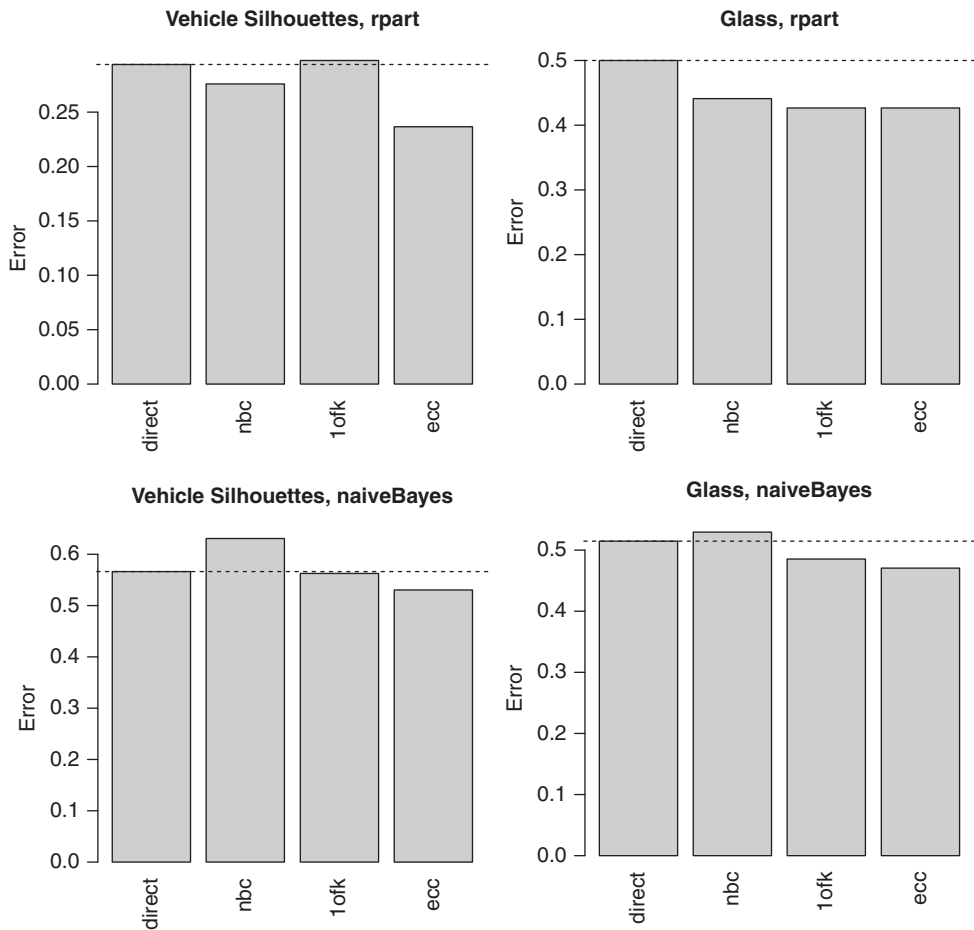 Vehicle Silhouettes, rpart
Error
0.25
0.20
0.15
0.10
0.05
0.00
direct
nbc
1ofk
ecc
Glass, rpart
Error
0.5
0.4
0.3
0.2
0.1
0.0
direct
nbc
1ofk
ecc
Vehicle Silhouettes, naiveBayes
Error
0.6
0.5
0.4
0.3
0.2
0.1
0.0
direct
nbc
1ofk
ecc
Glass, naiveBayes
Error
0.5
0.4
0.3
0.2
0.1
0.0
direct
nbc
1ofk
ecc